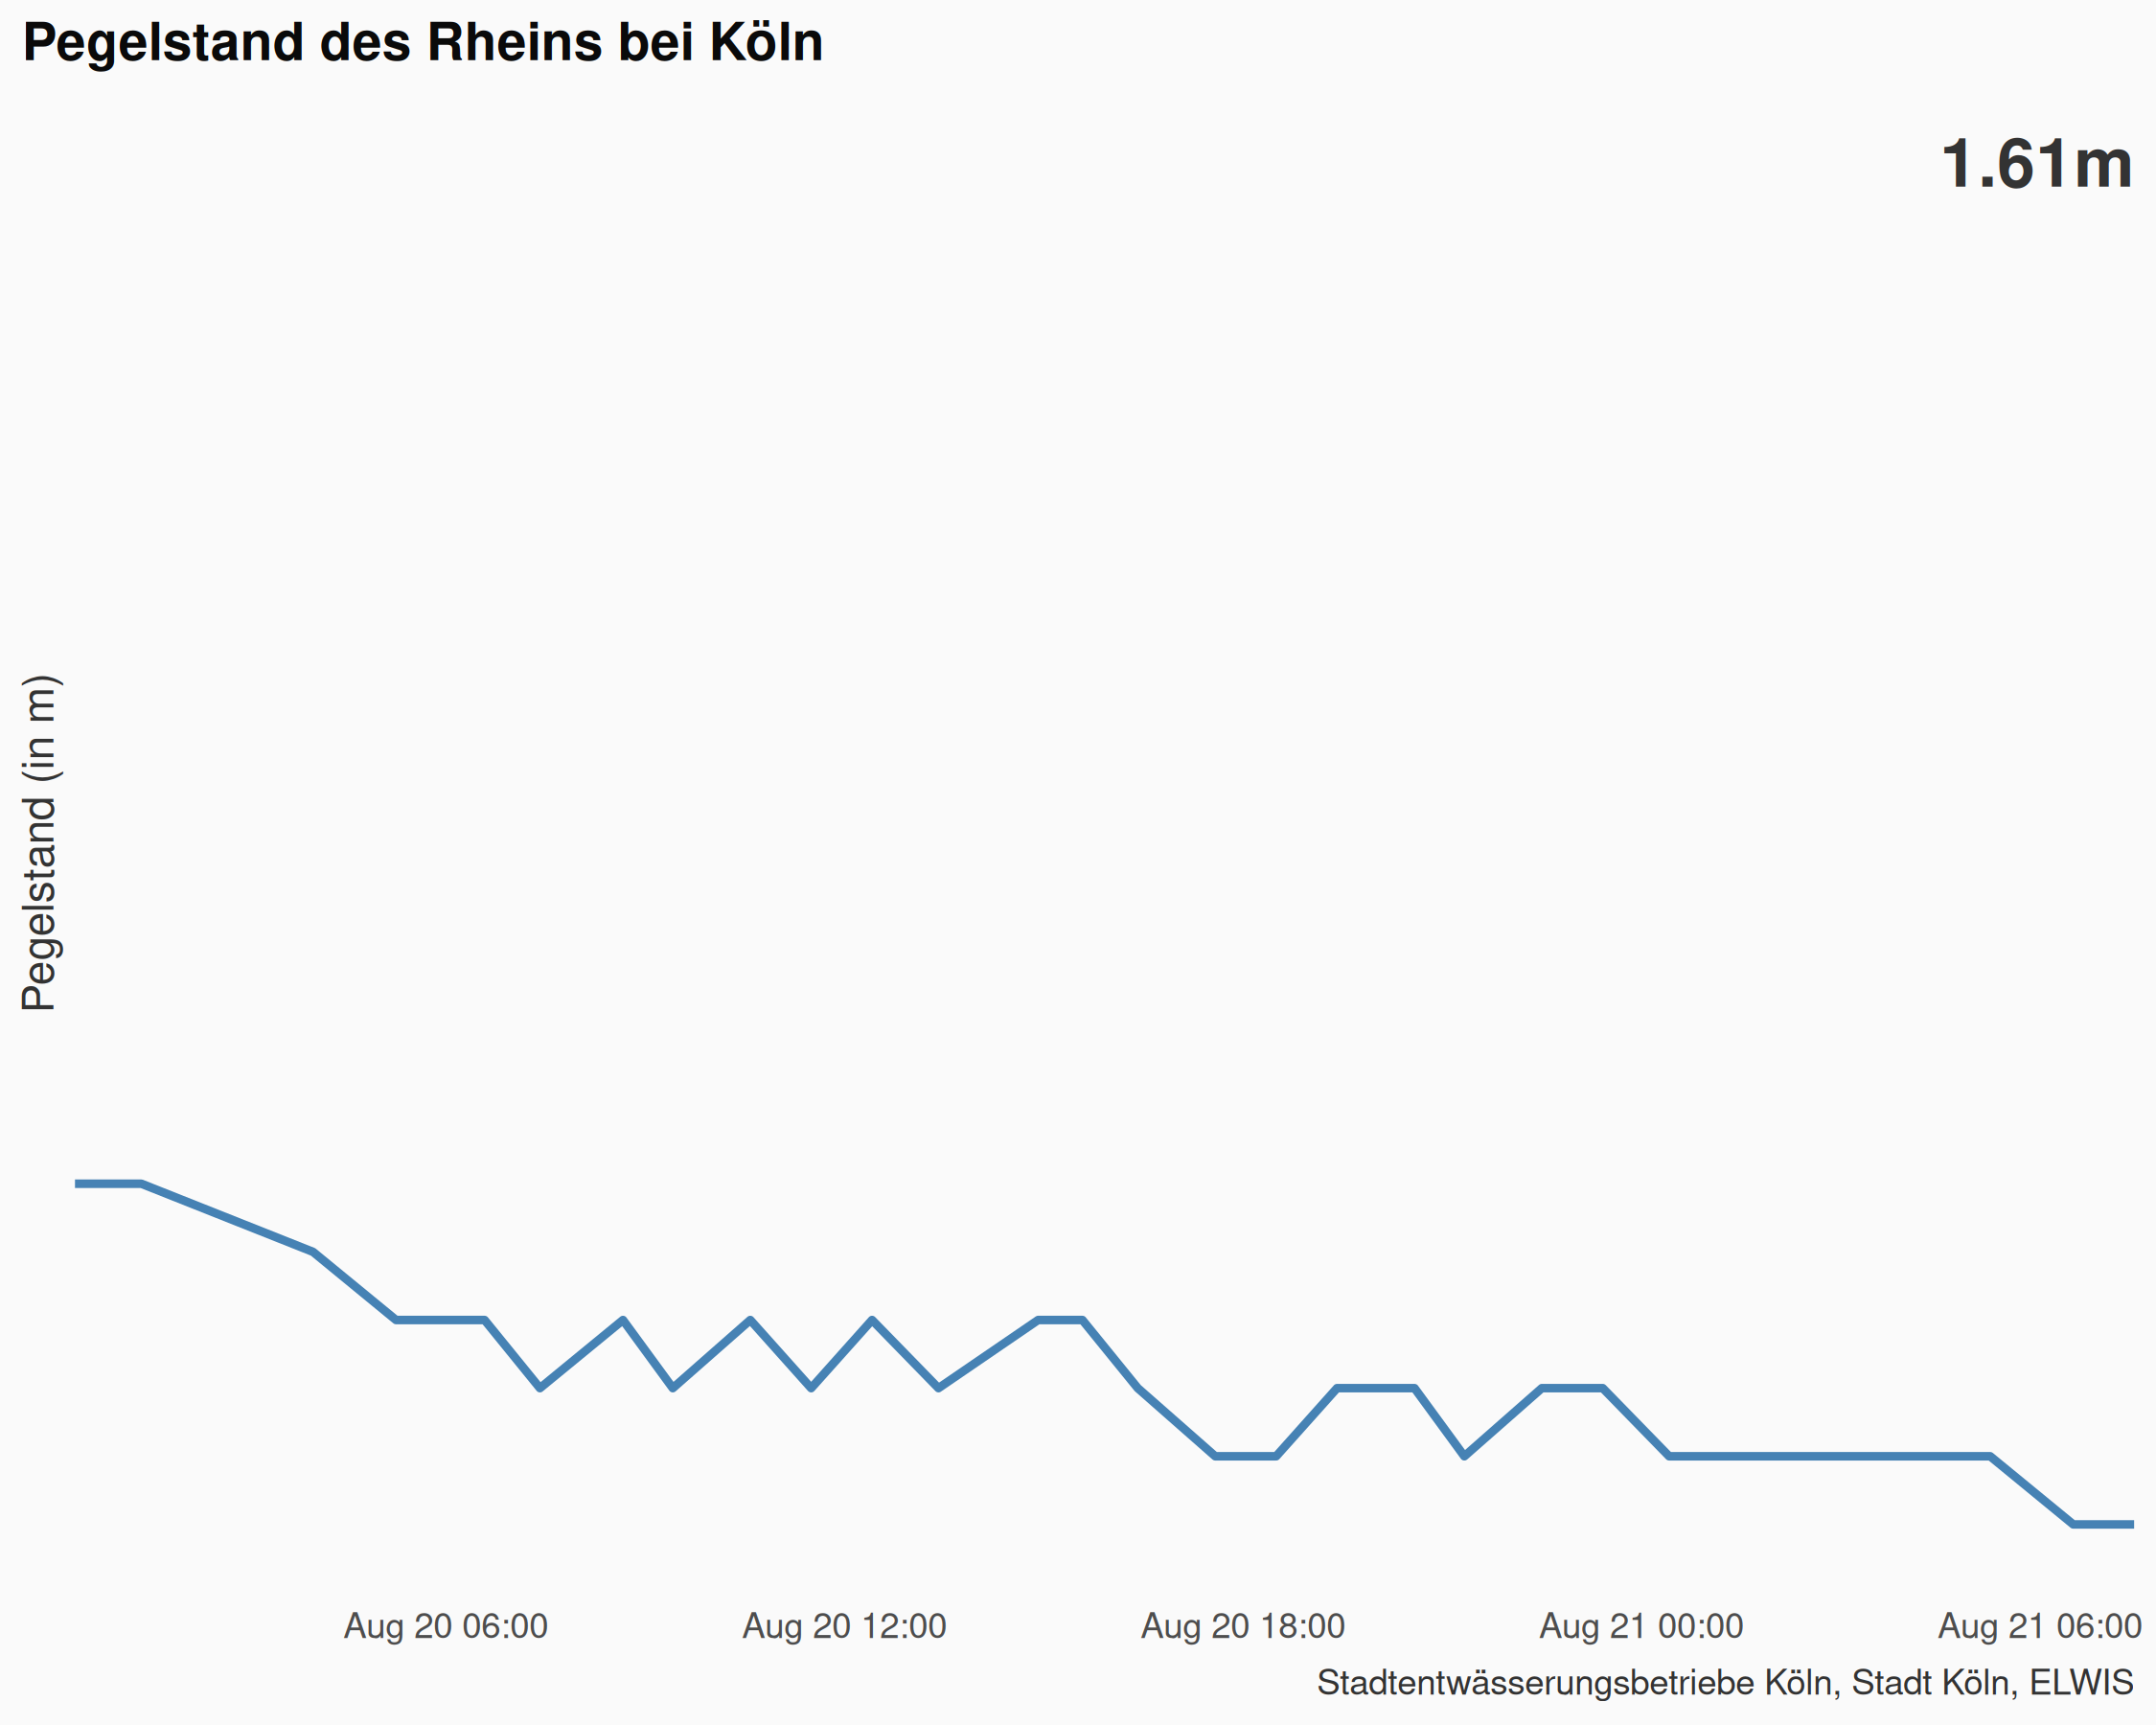 Pegelstand des Rheins bei Köln
1.61m
Pegelstand (in m)
Aug 20 06:00 Aug 20 12:00 Aug 20 18:00 Aug 21 00:00 Aug 21 06:00
Stadtentwässerungsbetriebe Köln, Stadt Köln, ELWIS